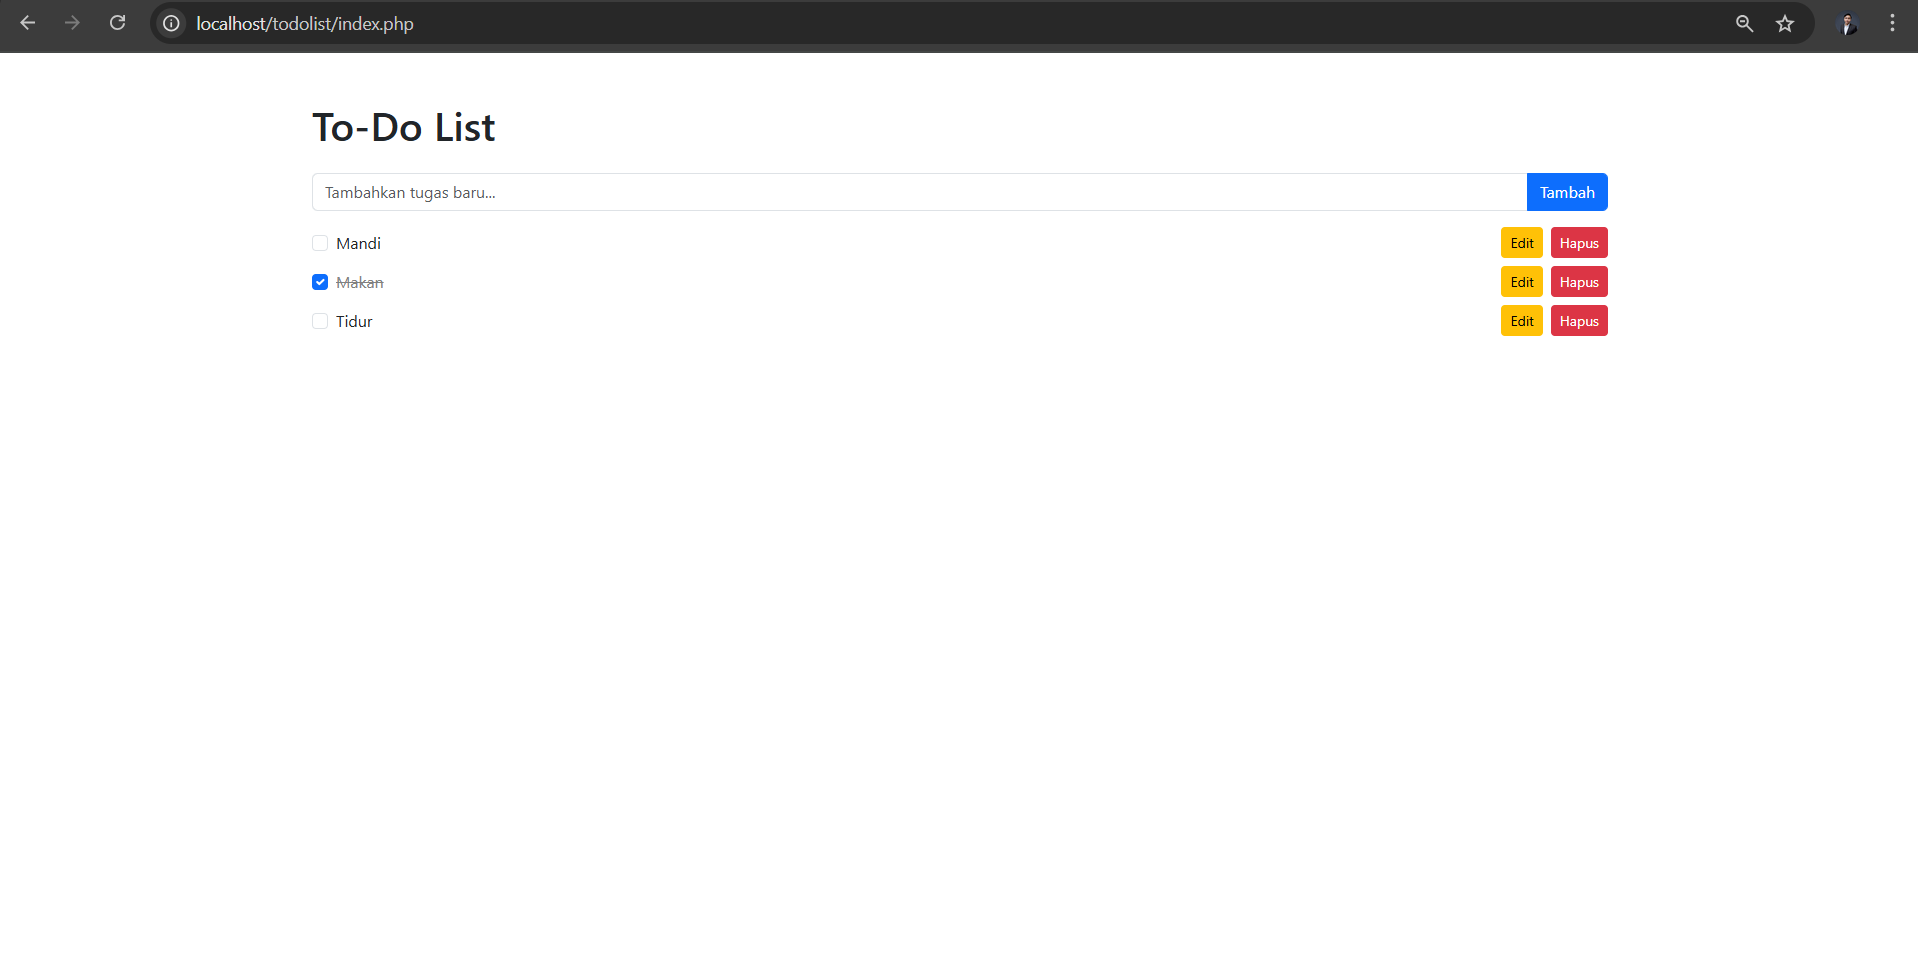 localhost/todolist/index.php
To-Do List
Tambahkan tugas baru... Tambah
Mandi Edit Hapus
Makan Edit Hapus
Tidur Edit Hapus